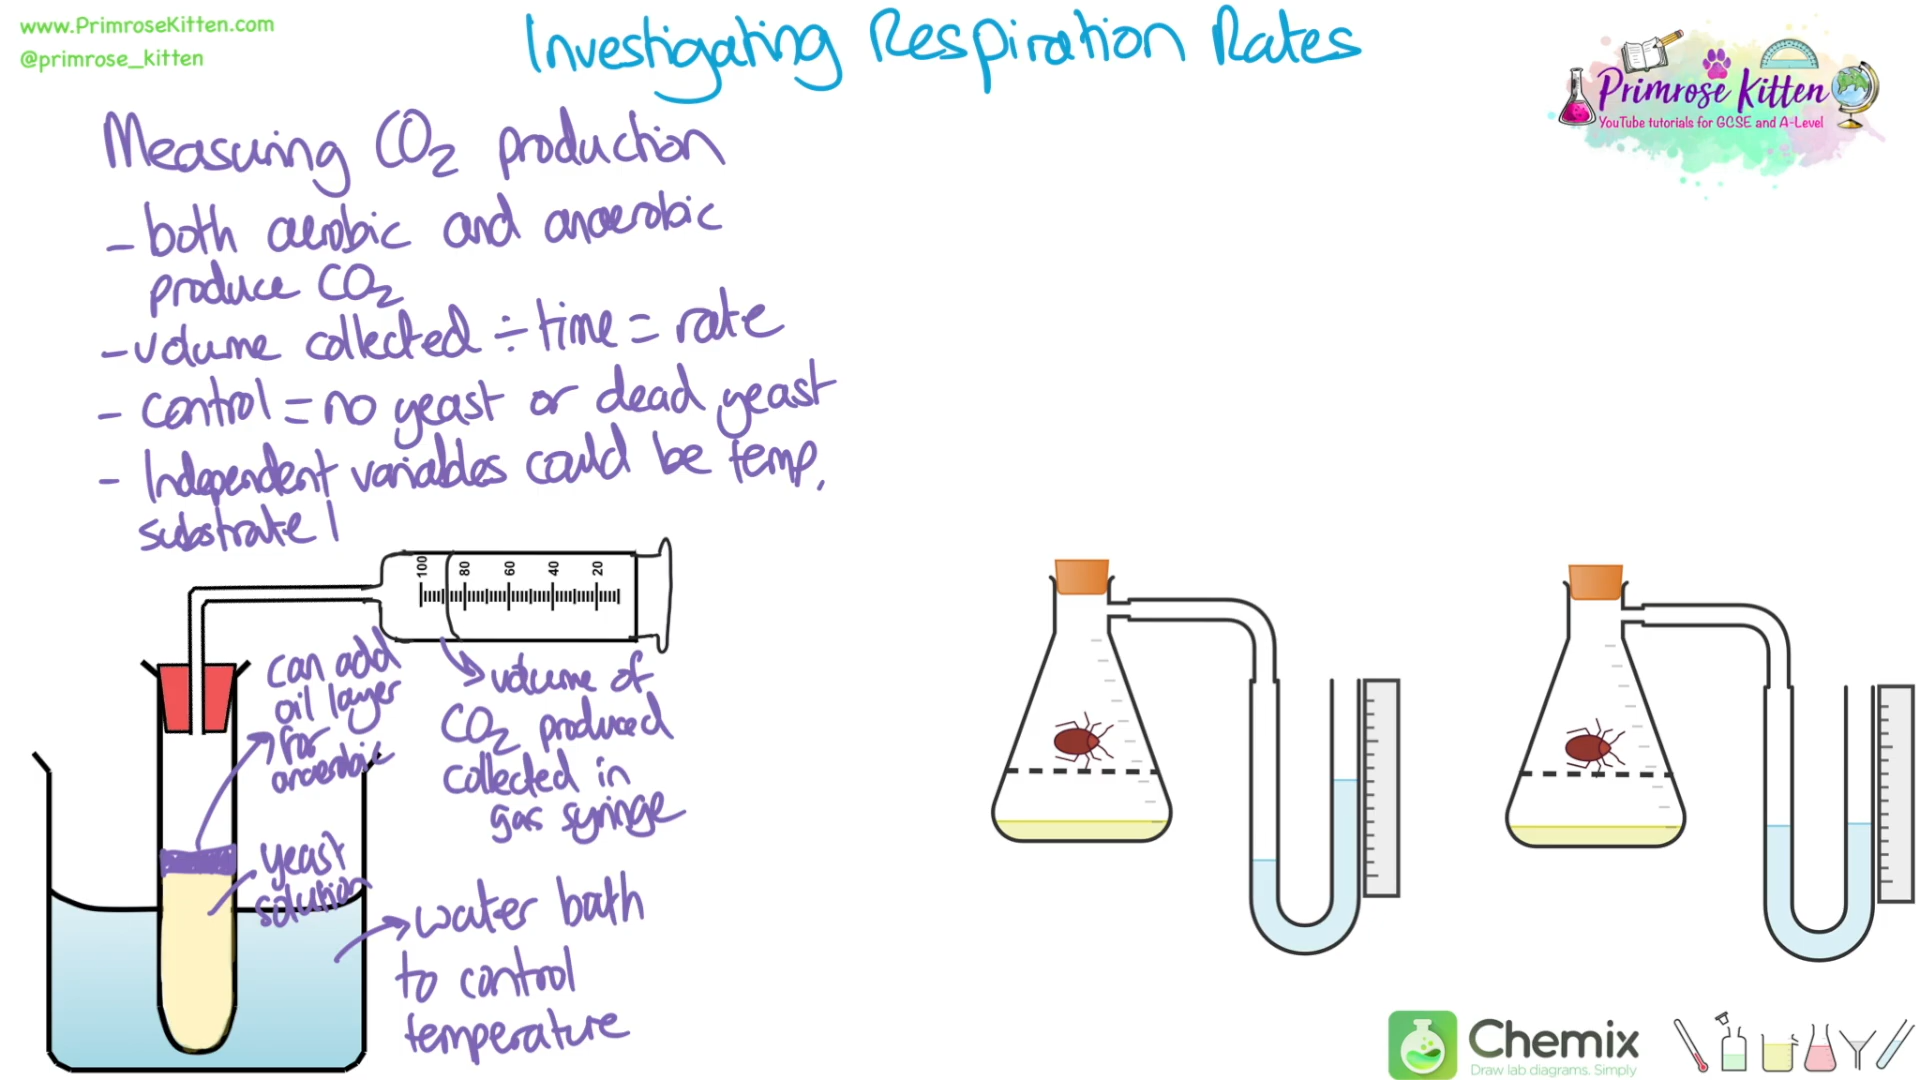 www.PrimroseKitten.com
@primrose_kitten
Investigating Respiration Rates
Primrose Kitten
YouTube tutorials for GCSE and A-Level
Measuring CO2 production
- both aerobic and anaerobic
produce CO2
- volume collected ÷ time = rate
- control = no yeast or dead yeast
- Independent variables could be temp,
substrate l
100 80 60 40 20
can add
oil layer
for
anaerobic
volume of
CO2 produced
collected in
gas syringe
yeast
solution
water bath
to control
temperature
Chemix
Draw lab diagrams. Simply